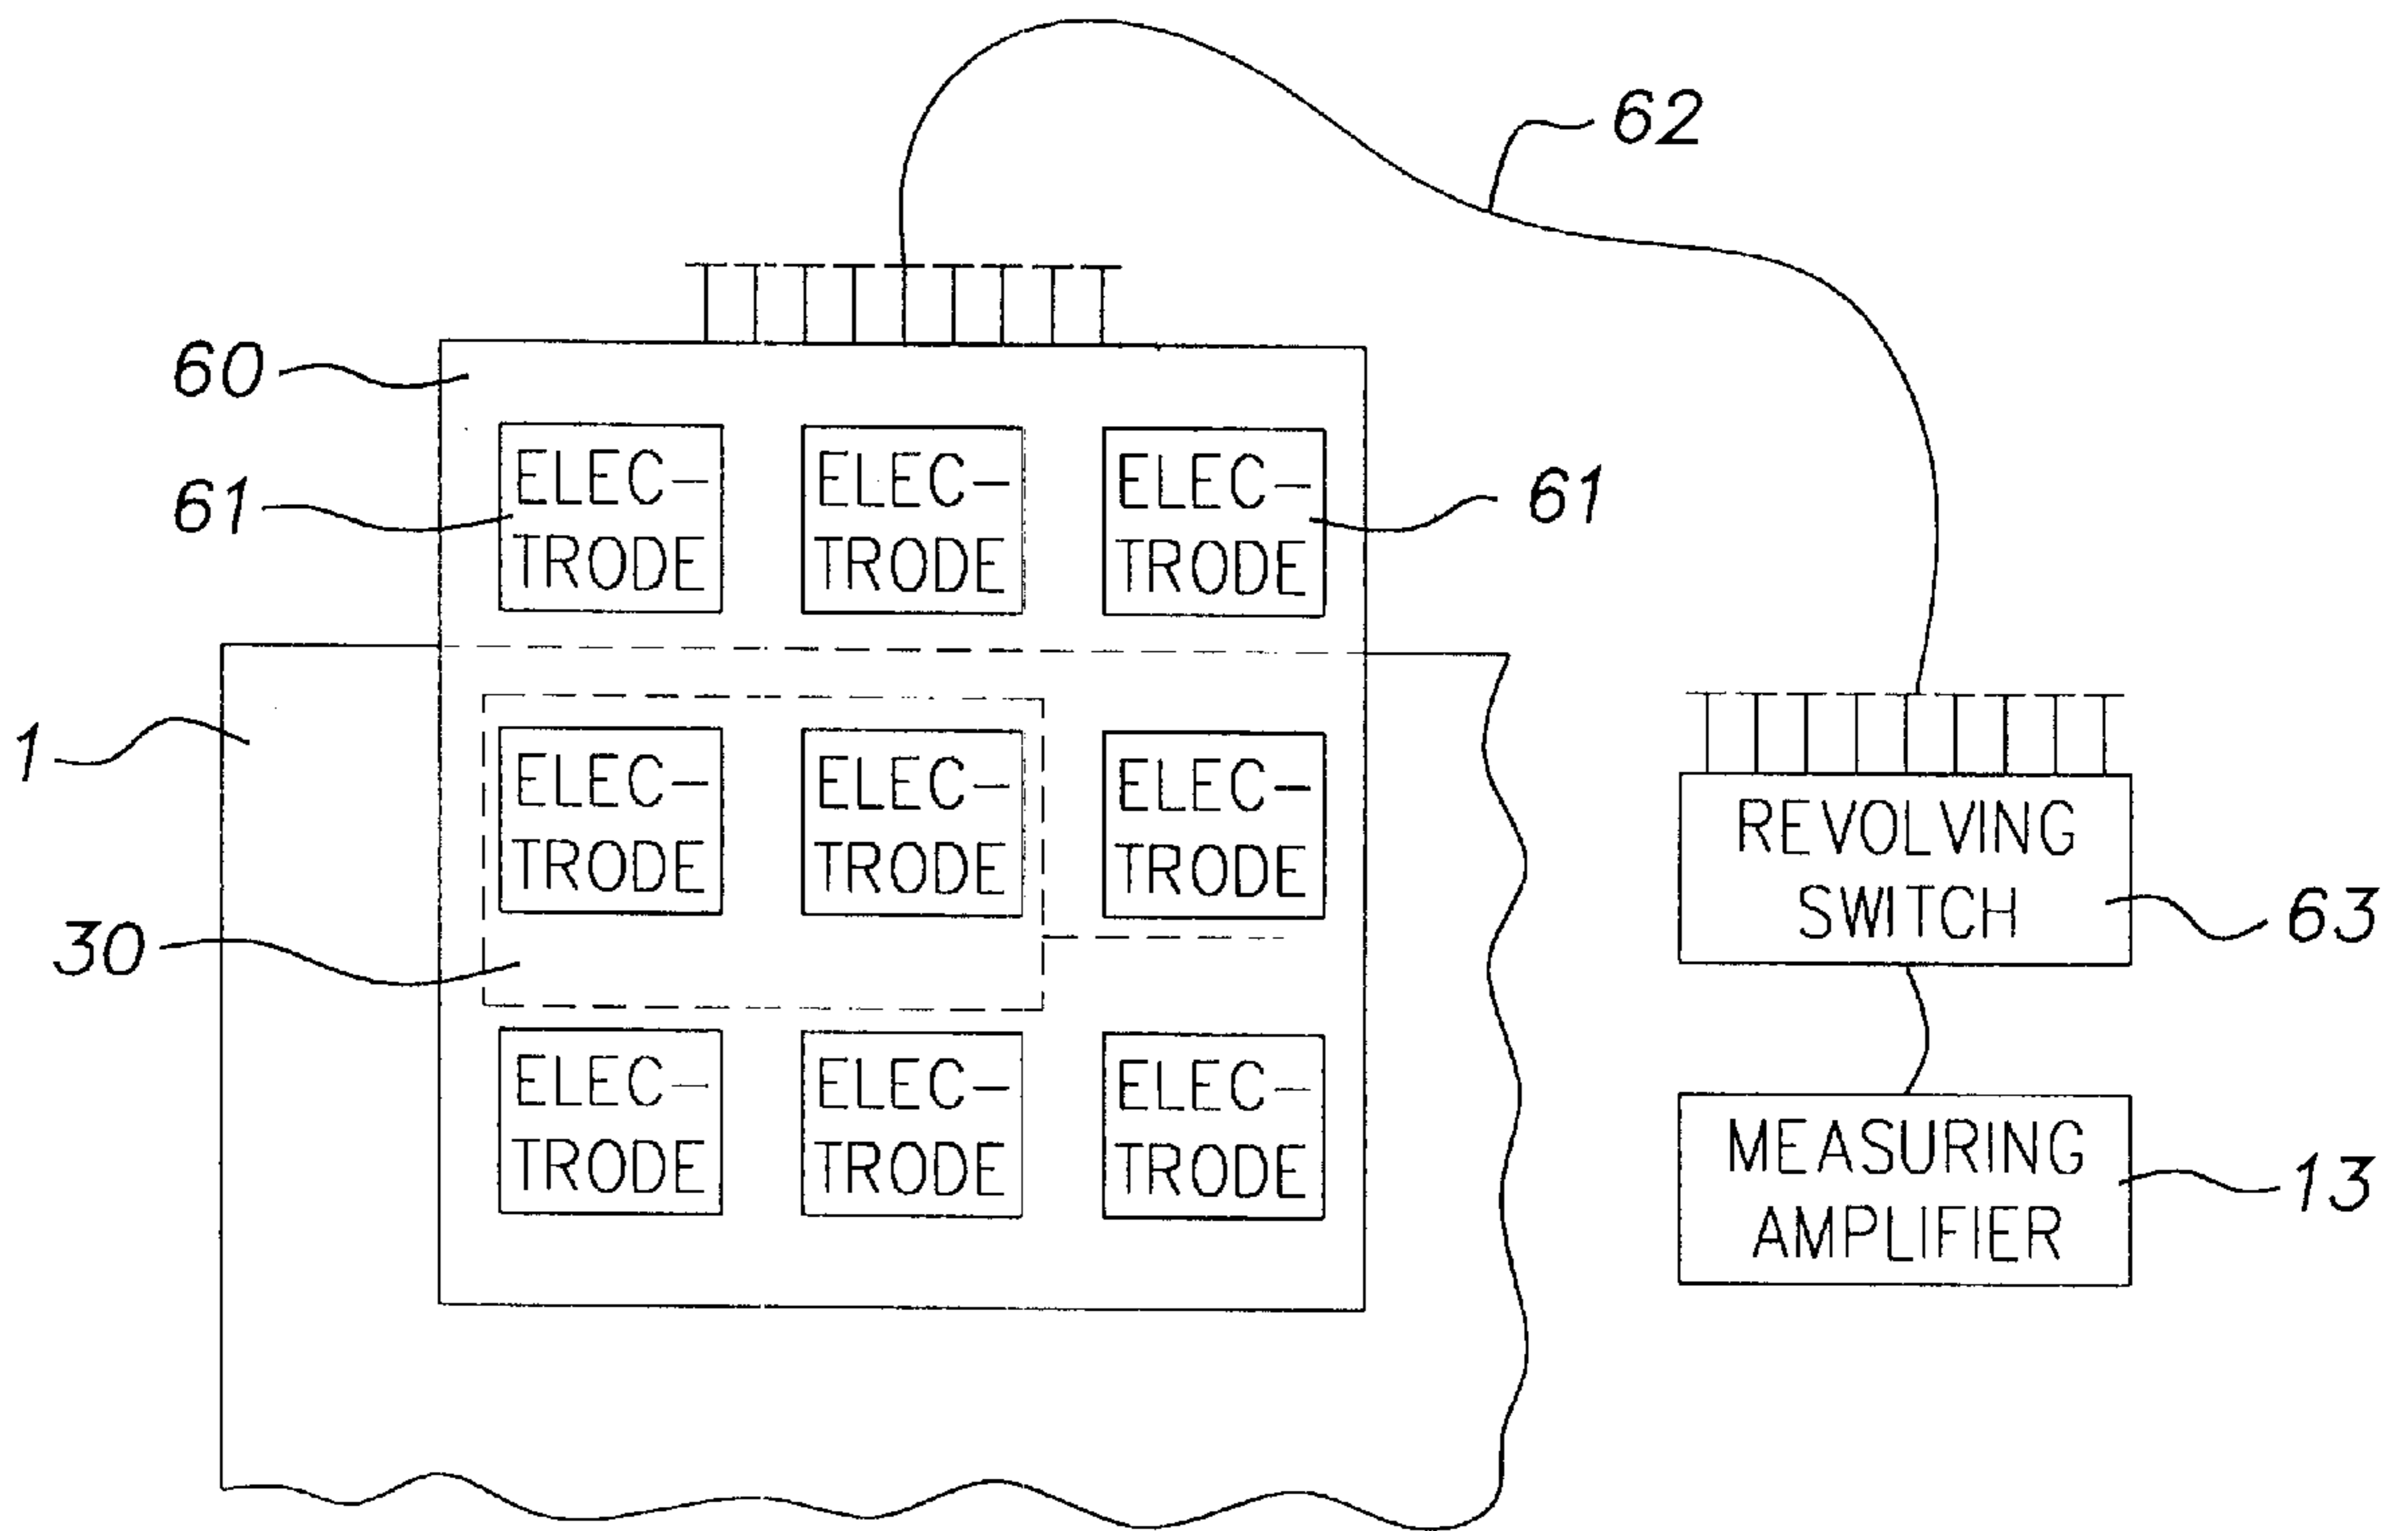 62
60
61
ELEC-
TRODE
ELEC-
TRODE
ELEC-
TRODE
61
1
ELEC-
TRODE
ELEC-
TRODE
ELEC-
TRODE
30
ELEC-
TRODE
ELEC-
TRODE
ELEC-
TRODE
REVOLVING
SWITCH
63
MEASURING
AMPLIFIER
13